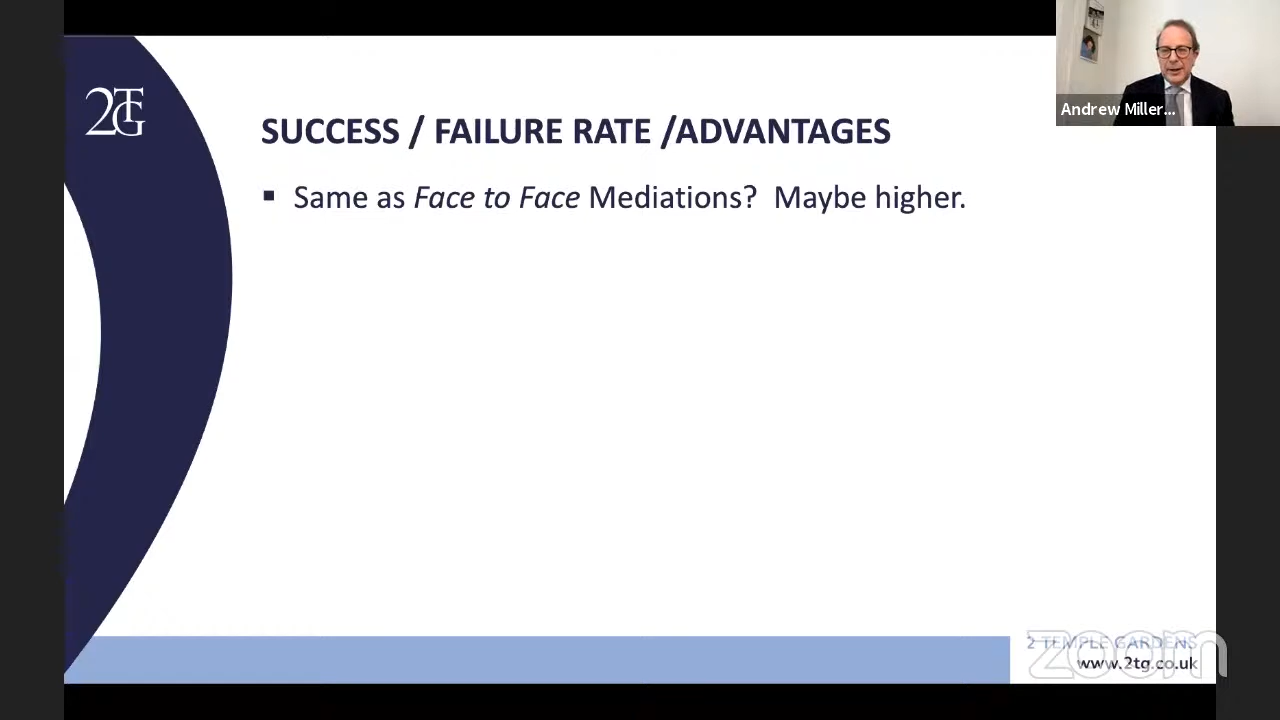 2TG
SUCCESS / FAILURE RATE /ADVANTAGES
Andrew Miller...
▪ Same as Face to Face Mediations?  Maybe higher.
2 TEMPLE GARDENS
www.2tg.co.uk
zoom